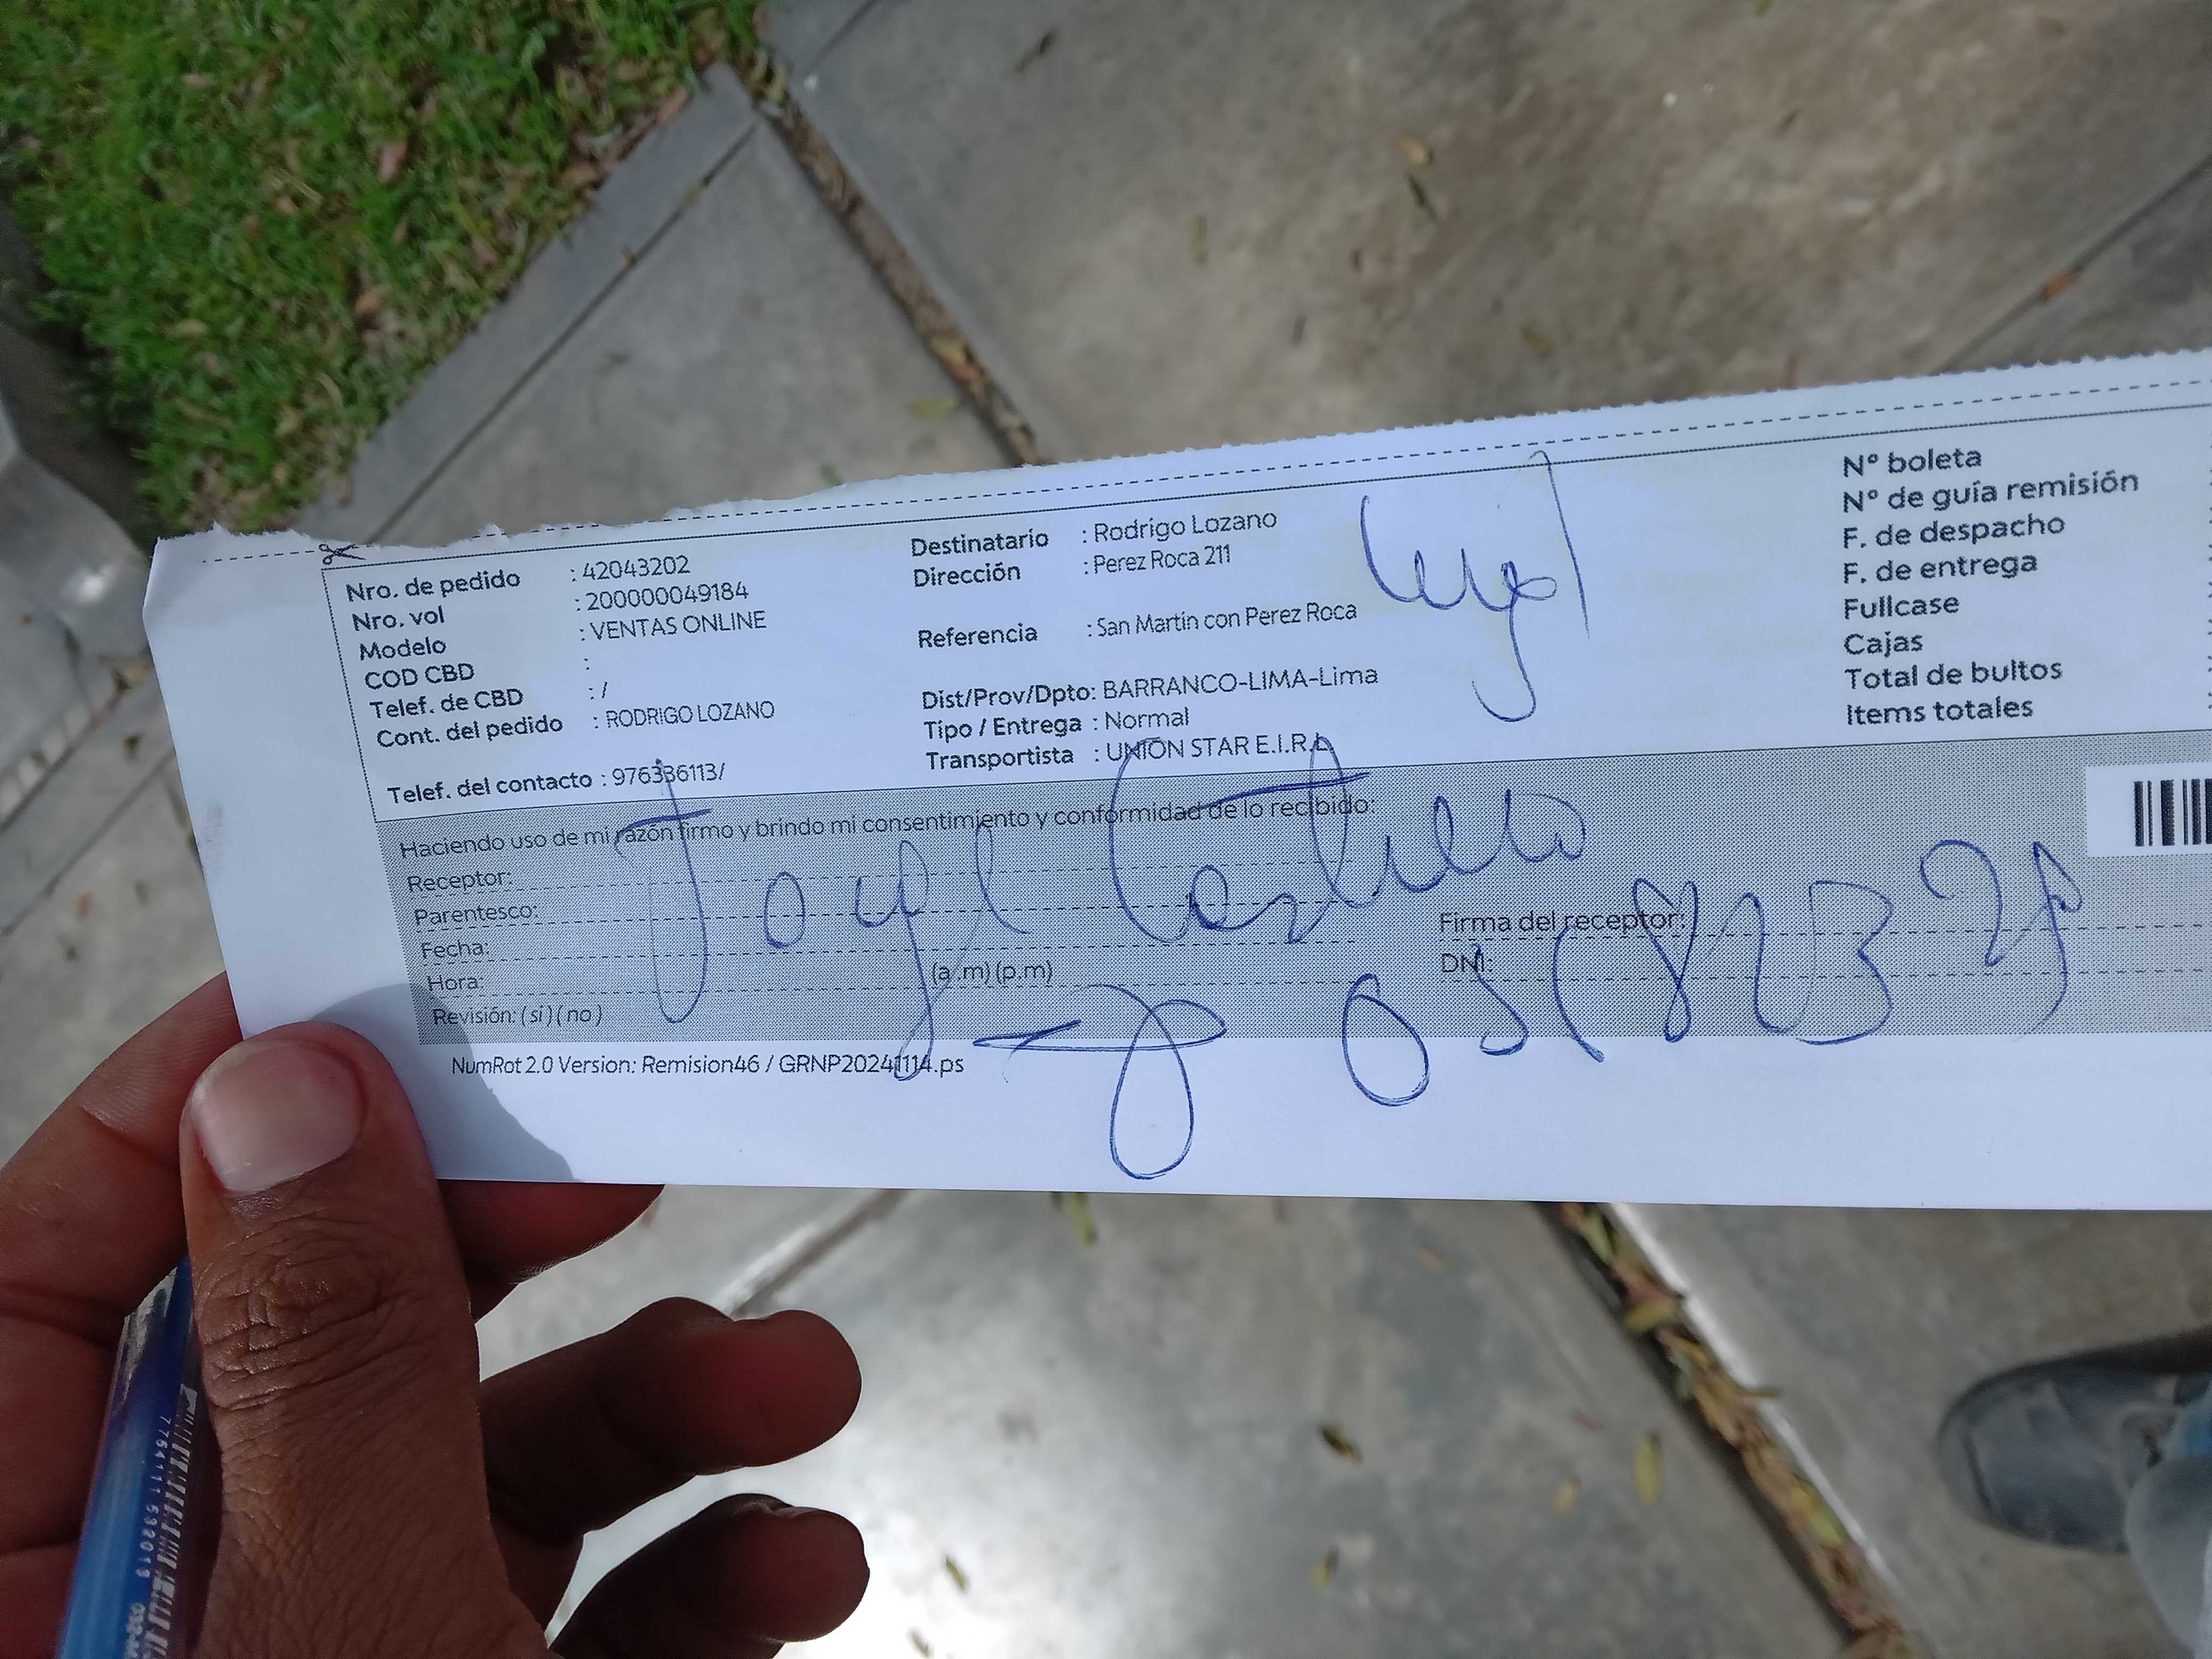 Nro. de pedido : 42043202
Nro. vol : 200000049184
Modelo : VENTAS ONLINE
COD CBD :
Telef. de CBD : /
Cont. del pedido : RODRIGO LOZANO
Telef. del contacto : 976336113/
Destinatario : Rodrigo Lozano
Dirección : Perez Roca 211
Referencia : San Martin con Perez Roca
Dist/Prov/Dpto: BARRANCO-LIMA-Lima
Tipo / Entrega : Normal
Transportista : UNION STAR E.I.R.L
N° boleta
N° de guía remisión
F. de despacho
F. de entrega
Fullcase
Cajas
Total de bultos
Items totales
Haciendo uso de mi razón firmo y brindo mi consentimiento y conformidad de lo recibido:
Receptor:
Parentesco:
Fecha:
Hora: (a.m) (p.m)
Revisión: (si) (no)
Firma del receptor:
DNI:
NumRot 2.0 Version: Remision46 / GRNP20241114.ps